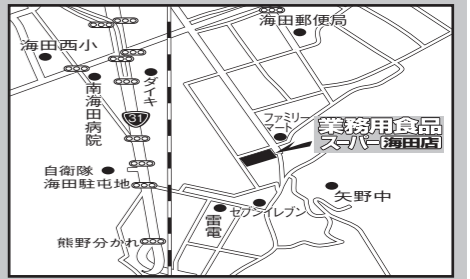 海田郵便局
海田西小
ダイキ
南海田病院
31
ファミリー
マート
業務用食品
スーパー海田店
自衛隊
海田駐屯地
矢野中
セブンイレブン
雷電
熊野分かれ